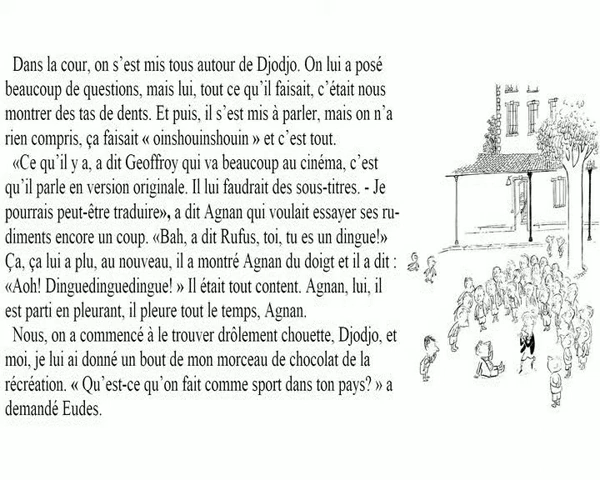 Dans la cour, on s’est mis tous autour de Djodjo. On lui a posé
beaucoup de questions, mais lui, tout ce qu’il faisait, c’était nous
montrer des tas de dents. Et puis, il s’est mis à parler, mais on n’a
rien compris, ça faisait « oinshouinshouin » et c’est tout.
«Ce qu’il y a, a dit Geoffroy qui va beaucoup au cinéma, c’est
qu’il parle en version originale. Il lui faudrait des sous-titres. - Je
pourrais peut-être traduire», a dit Agnan qui voulait essayer ses ru-
diments encore un coup. «Bah, a dit Rufus, toi, tu es un dingue!»
Ça, ça lui a plu, au nouveau, il a montré Agnan du doigt et il a dit :
«Aoh! Dinguedinguedingue! » Il était tout content. Agnan, lui, il
est parti en pleurant, il pleure tout le temps, Agnan.
Nous, on a commencé à le trouver drôlement chouette, Djodjo, et
moi, je lui ai donné un bout de mon morceau de chocolat de la
récréation. « Qu’est-ce qu’on fait comme sport dans ton pays? » a
demandé Eudes.